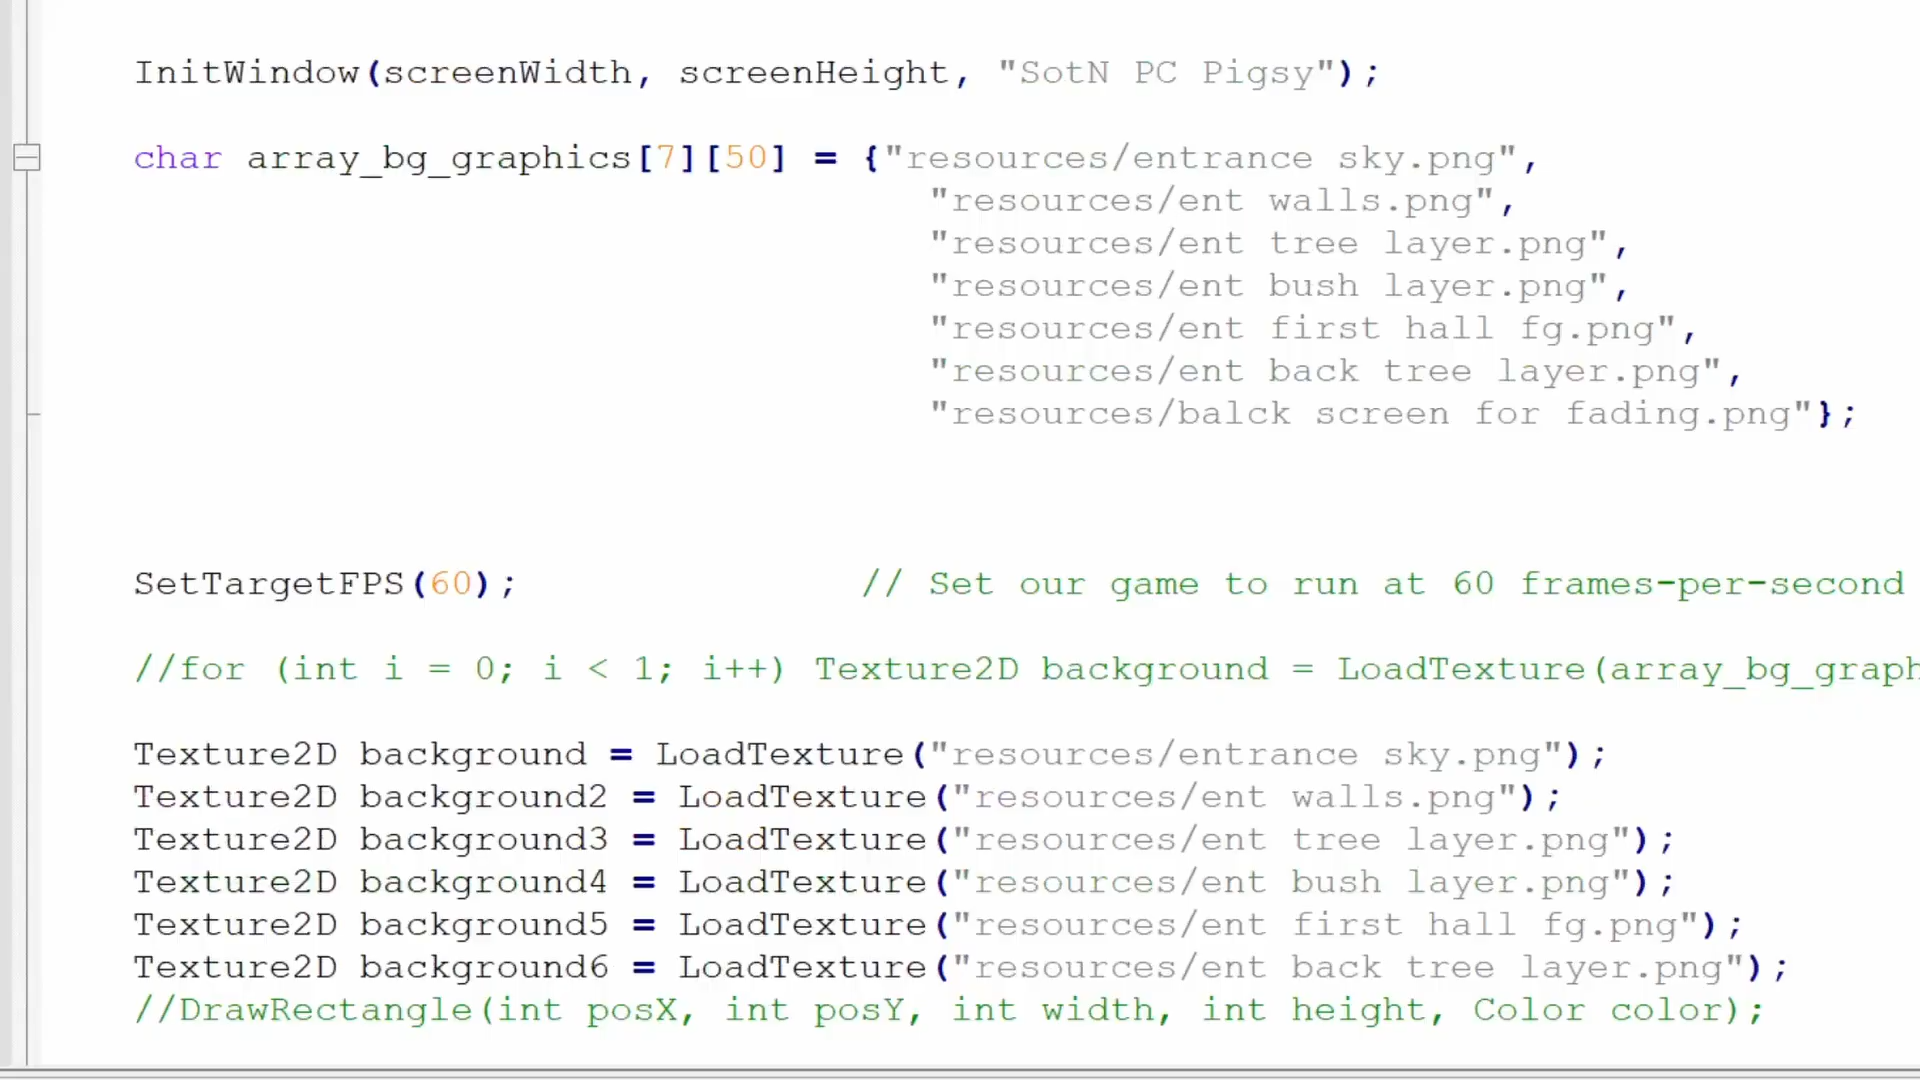 InitWindow(screenWidth, screenHeight, "SotN PC Pigsy");
char array_bg_graphics[7][50] = {"resources/entrance sky.png",
"resources/ent walls.png",
"resources/ent tree layer.png",
"resources/ent bush layer.png",
"resources/ent first hall fg.png",
"resources/ent back tree layer.png",
"resources/balck screen for fading.png"};
SetTargetFPS(60); // Set our game to run at 60 frames-per-second
//for (int i = 0; i < 1; i++) Texture2D background = LoadTexture(array_bg_graph
Texture2D background = LoadTexture("resources/entrance sky.png");
Texture2D background2 = LoadTexture("resources/ent walls.png");
Texture2D background3 = LoadTexture("resources/ent tree layer.png");
Texture2D background4 = LoadTexture("resources/ent bush layer.png");
Texture2D background5 = LoadTexture("resources/ent first hall fg.png");
Texture2D background6 = LoadTexture("resources/ent back tree layer.png");
//DrawRectangle(int posX, int posY, int width, int height, Color color);